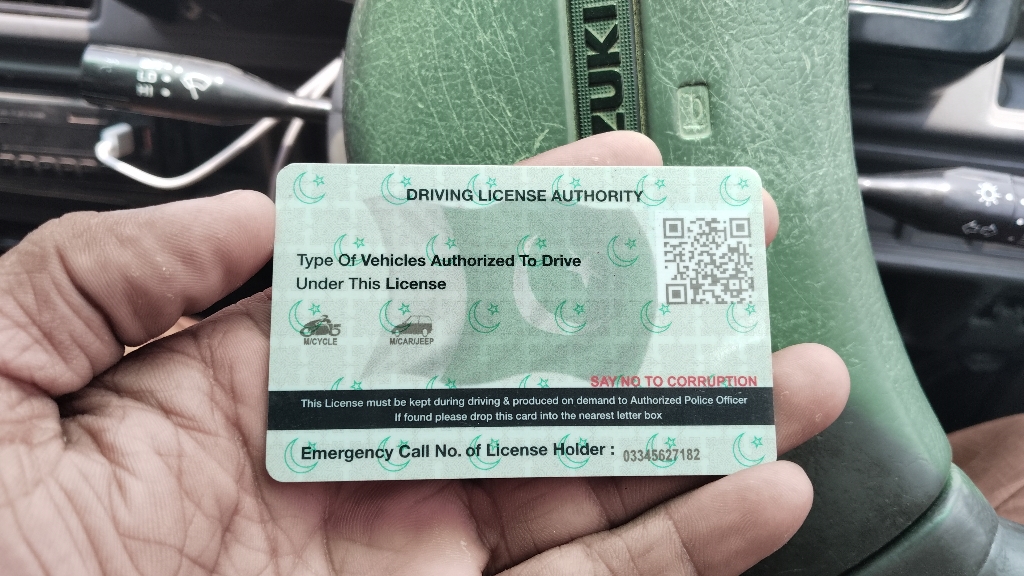 ZUKI
DRIVING LICENSE AUTHORITY
Type Of Vehicles Authorized To Drive
Under This License
M/CYCLE
M/CAR/JEEP
SAY NO TO CORRUPTION
This License must be kept during driving & produced on demand to Authorized Police Officer
If found please drop this card into the nearest letter box
Emergency Call No. of License Holder : 03345627182